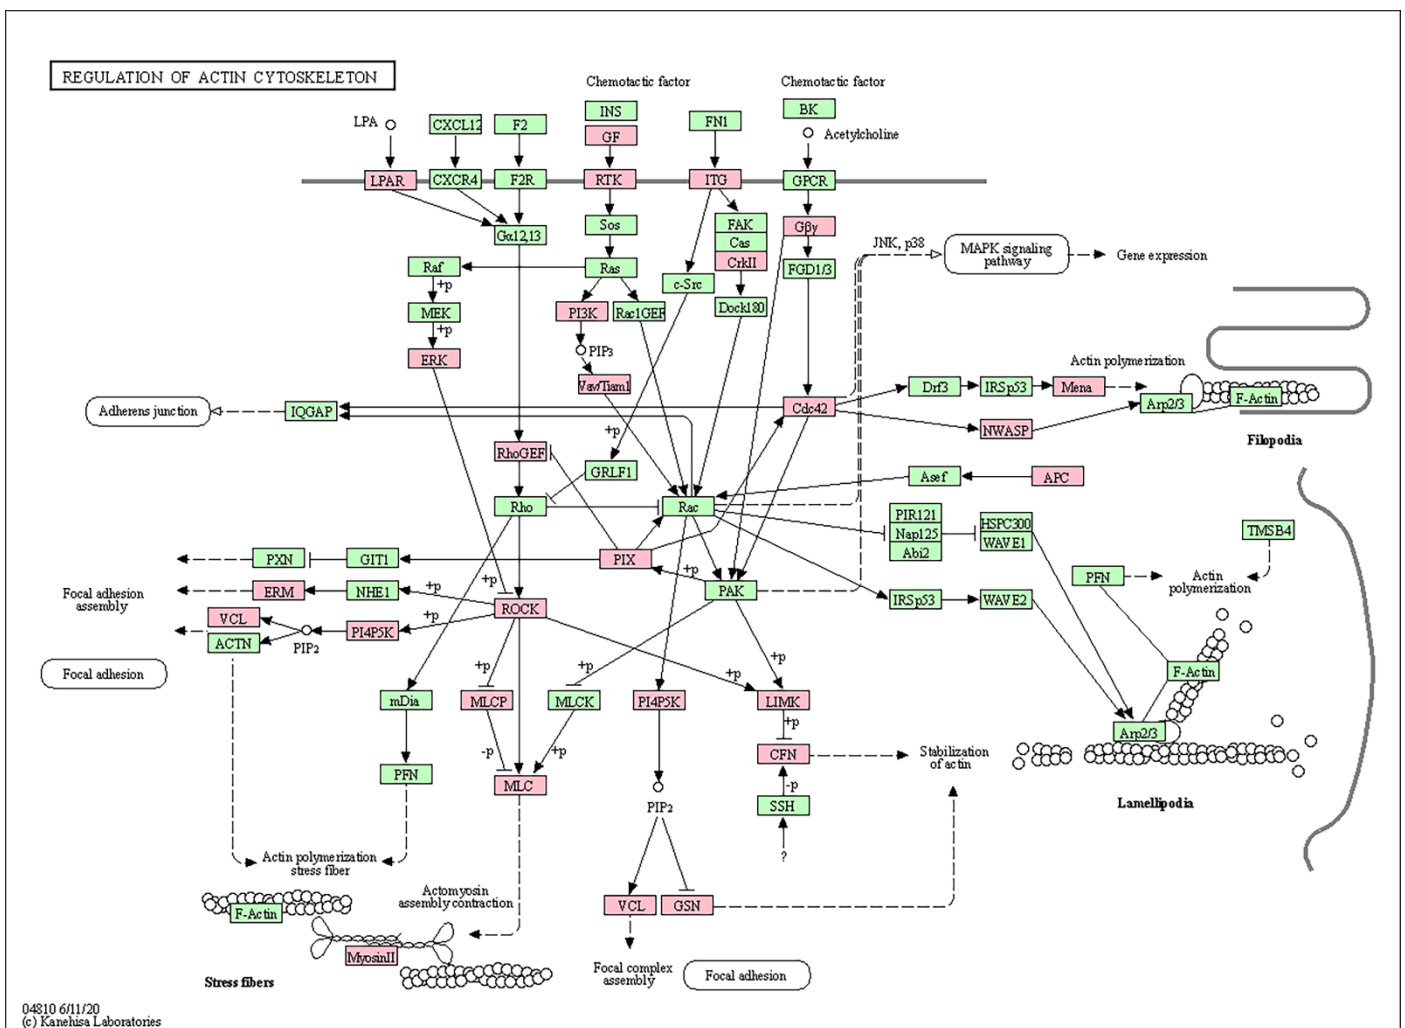 REGULATION OF ACTIN CYTOSKELETON
Chemotactic factor
Chemotactic factor
LPA
CXCL12
F2
INS
GF
FN1
BK
Acetylcholine
LPAR
CXCR4
F2R
RTK
ITG
GPCR
Gα12,13
Sos
FAK
Cas
CrkII
Gβγ
JNK, p38
MAPK signaling
pathway
Gene expression
Raf
Ras
c-Src
FGD1/3
+p
MEK
PI3K
Rac1GEF
Dock180
+p
ERK
PIP3
Vav/Tiam1
Actin polymerization
Drf3
IRSp53
Mena
Arp2/3
F-Actin
Adherens junction
IQGAP
Cdc42
NWASP
Filopodia
+p
RhoGEF
GRLF1
Asef
APC
Rho
Rac
PIR121
Nap125
Abi2
HSPC300
WAVE1
TMSB4
PXN
GIT1
PIX
+p
PAK
PFN
Actin
polymerization
Focal adhesion
assembly
ERM
NHE1
+p
+p
ROCK
IRSp53
WAVE2
VCL
ACTN
PIP2
PI4P5K
+p
Focal adhesion
+p
+p
+p
+p
F-Actin
mDia
MLCP
MLCK
PI4P5K
LIMK
+p
Arp2/3
-p
+p
CFN
Stabilization
of actin
PFN
MLC
-p
SSH
PIP2
Lamellipodia
?
Actin polymerization
stress fiber
Actomyosin
assembly contraction
F-Actin
VCL
GSN
MyosinII
Stress fibers
Focal complex
assembly
Focal adhesion
04810 6/11/20
(c) Kanehisa Laboratories